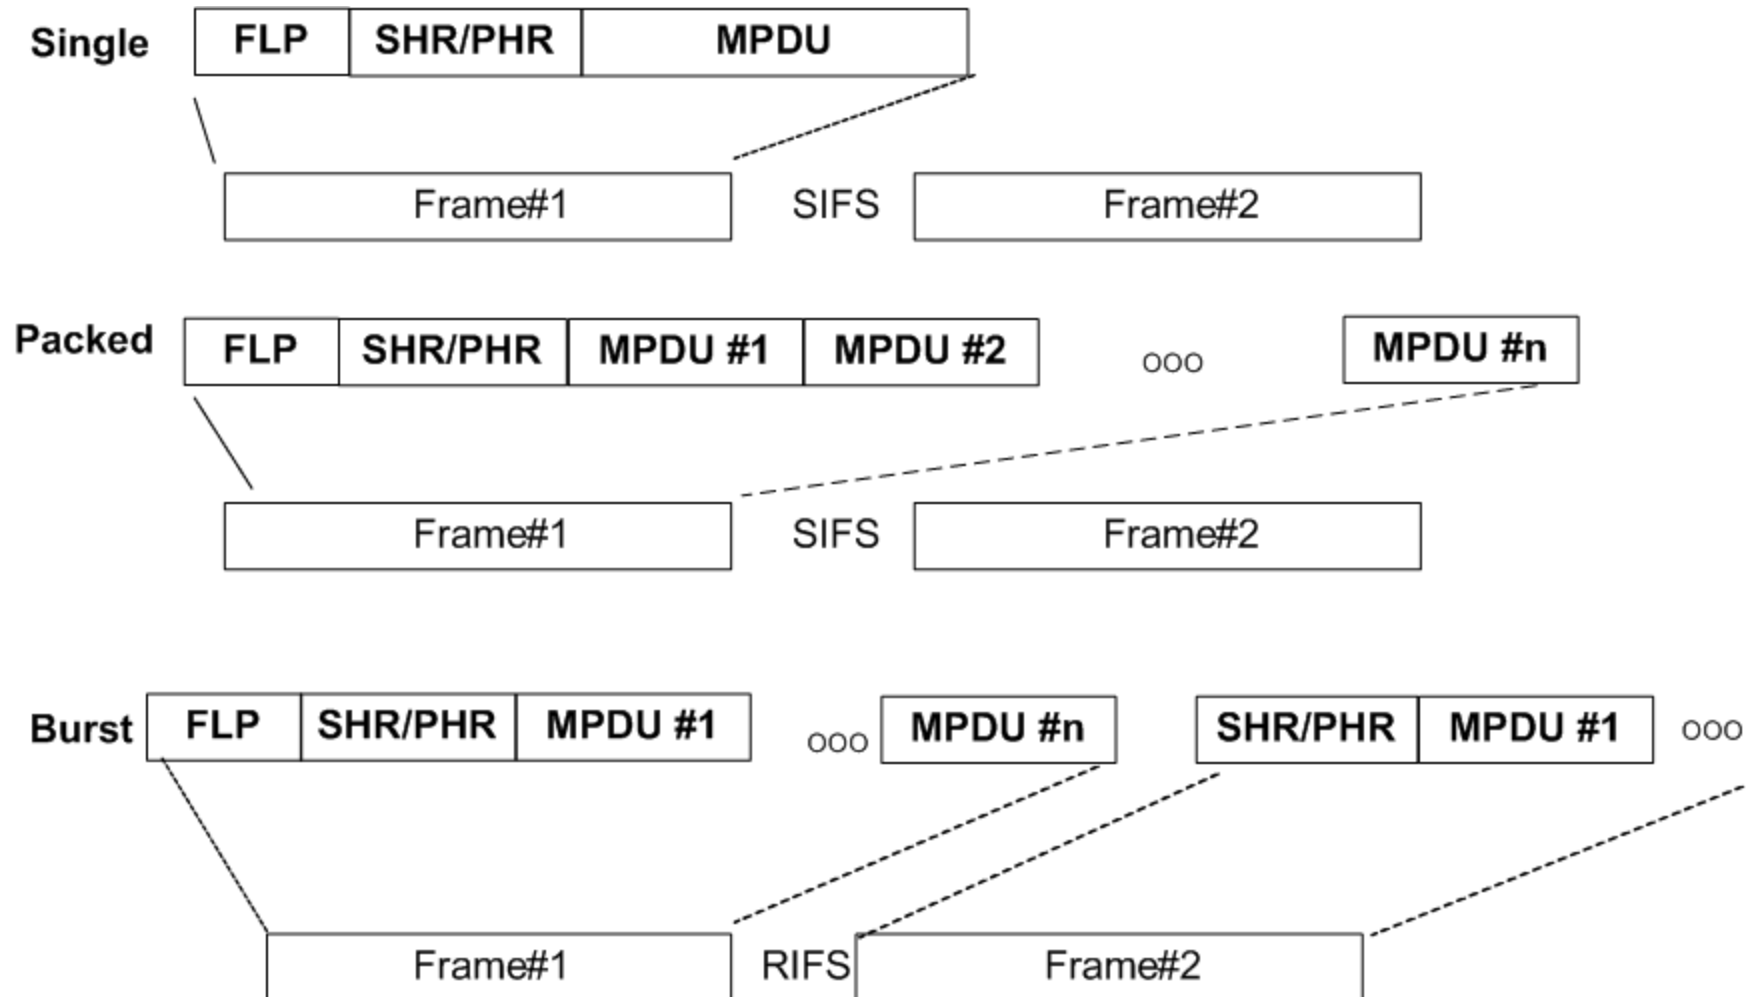 Single FLP SHR/PHR MPDU
Frame#1 SIFS Frame#2
Packed FLP SHR/PHR MPDU #1 MPDU #2 ooo MPDU #n
Frame#1 SIFS Frame#2
Burst FLP SHR/PHR MPDU #1 ooo MPDU #n SHR/PHR MPDU #1 ooo
Frame#1 RIFS Frame#2